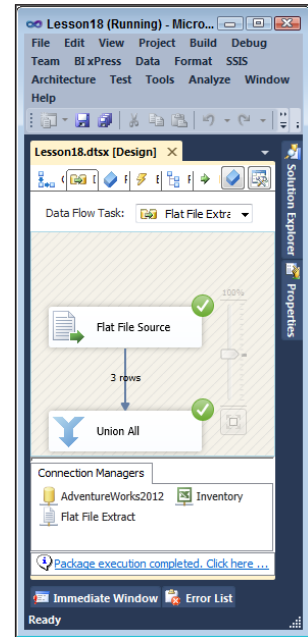 Lesson18 (Running) - Micro...
File Edit View Project Build Debug
Team BI xPress Data Format SSIS
Architecture Test Tools Analyze Window
Help
Lesson18.dtsx [Design]
Data Flow Task: Flat File Extra
100%
Flat File Source
3 rows
Union All
Connection Managers
AdventureWorks2012 Inventory
Flat File Extract
Package execution completed. Click here ...
Immediate Window Error List
Ready
Solution Explorer
Properties